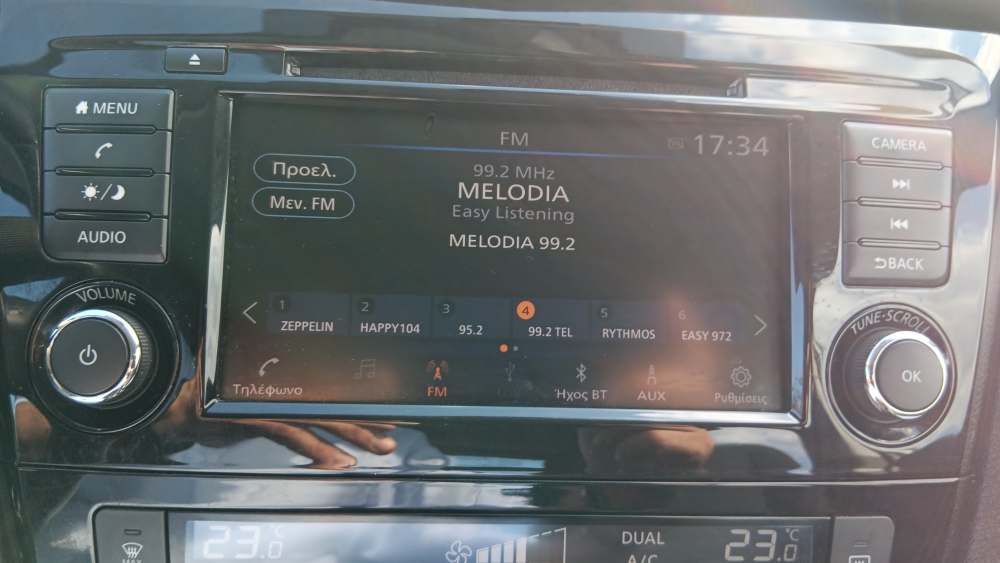 MENU
AUDIO
VOLUME
FM
17:34
Προελ.
Μεν. FM
99.2 MHz
MELODIA
Easy Listening
MELODIA 99.2
1 ZEPPELIN
2 HAPPY104
3 95.2
4 99.2 TEL
5 RYTHMOS
6 EASY 972
Τηλέφωνο
FM
Ήχος BT
AUX
Ρυθμίσεις
CAMERA
BACK
TUNE·SCROLL
OK
MAX
23.0
DUAL
A/C
23.0°C